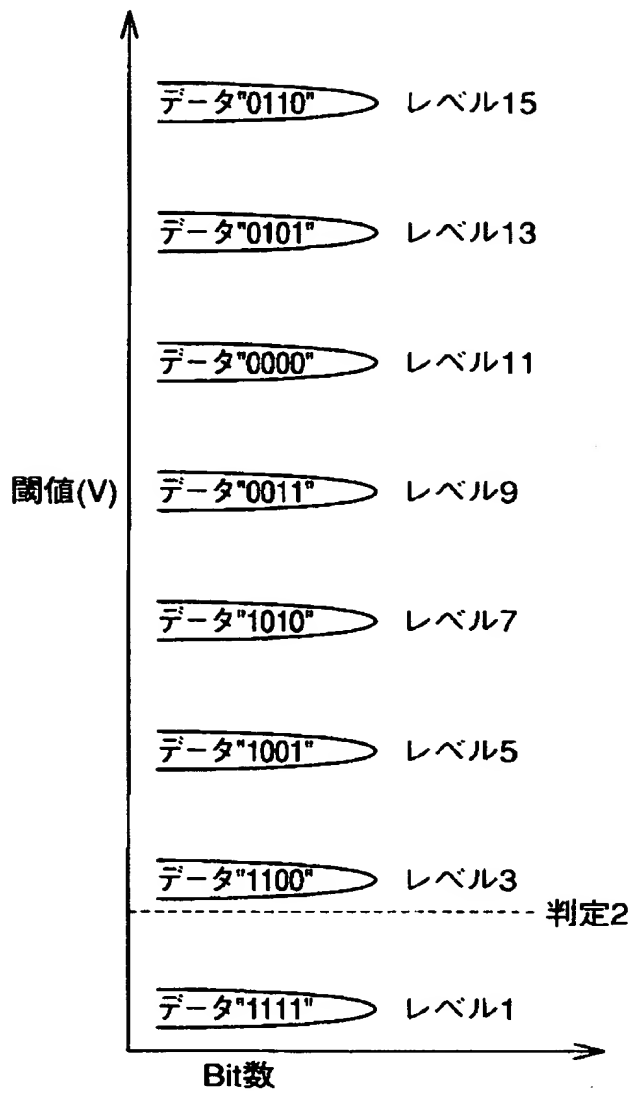 データ"0110" レベル15
データ"0101" レベル13
データ"0000" レベル11
閾値(V) データ"0011" レベル9
データ"1010" レベル7
データ"1001" レベル5
データ"1100" レベル3
判定2
データ"1111" レベル1
Bit数